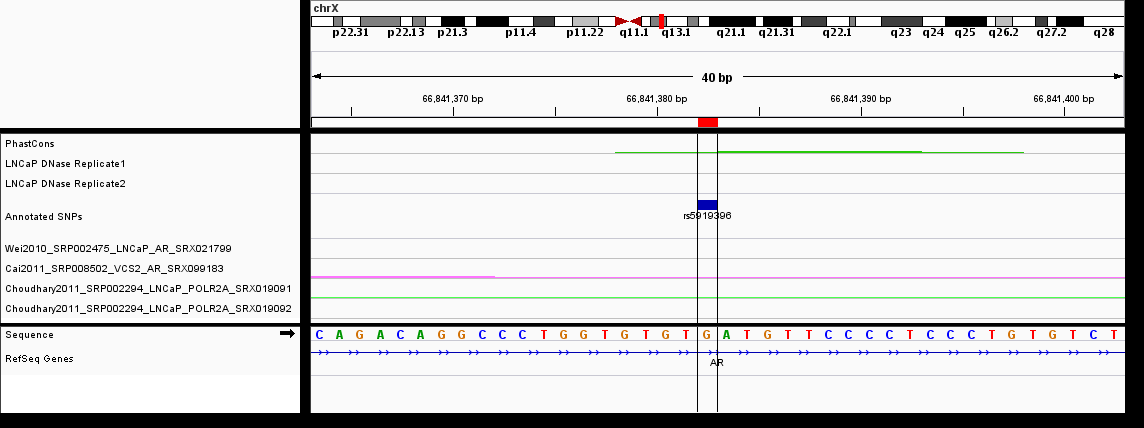 chrX
p22.31 p22.13 p21.3 p11.4 p11.22 q11.1 q13.1 q21.1 q21.31 q22.1 q23 q24 q25 q26.2 q27.2 q28
40 bp
66,841,370 bp 66,841,380 bp 66,841,390 bp 66,841,400 bp
PhastCons
LNCaP DNase Replicate1
LNCaP DNase Replicate2
Annotated SNPs
rs5919396
Wei2010_SRP002475_LNCaP_AR_SRX021799
Cai2011_SRP008502_VCS2_AR_SRX099183
Choudhary2011_SRP002294_LNCaP_POLR2A_SRX019091
Choudhary2011_SRP002294_LNCaP_POLR2A_SRX019092
Sequence C A G A C A G G C C C T G G T G T G T G A T G T T C C C C T C C C T G T G T C T
RefSeq Genes
AR